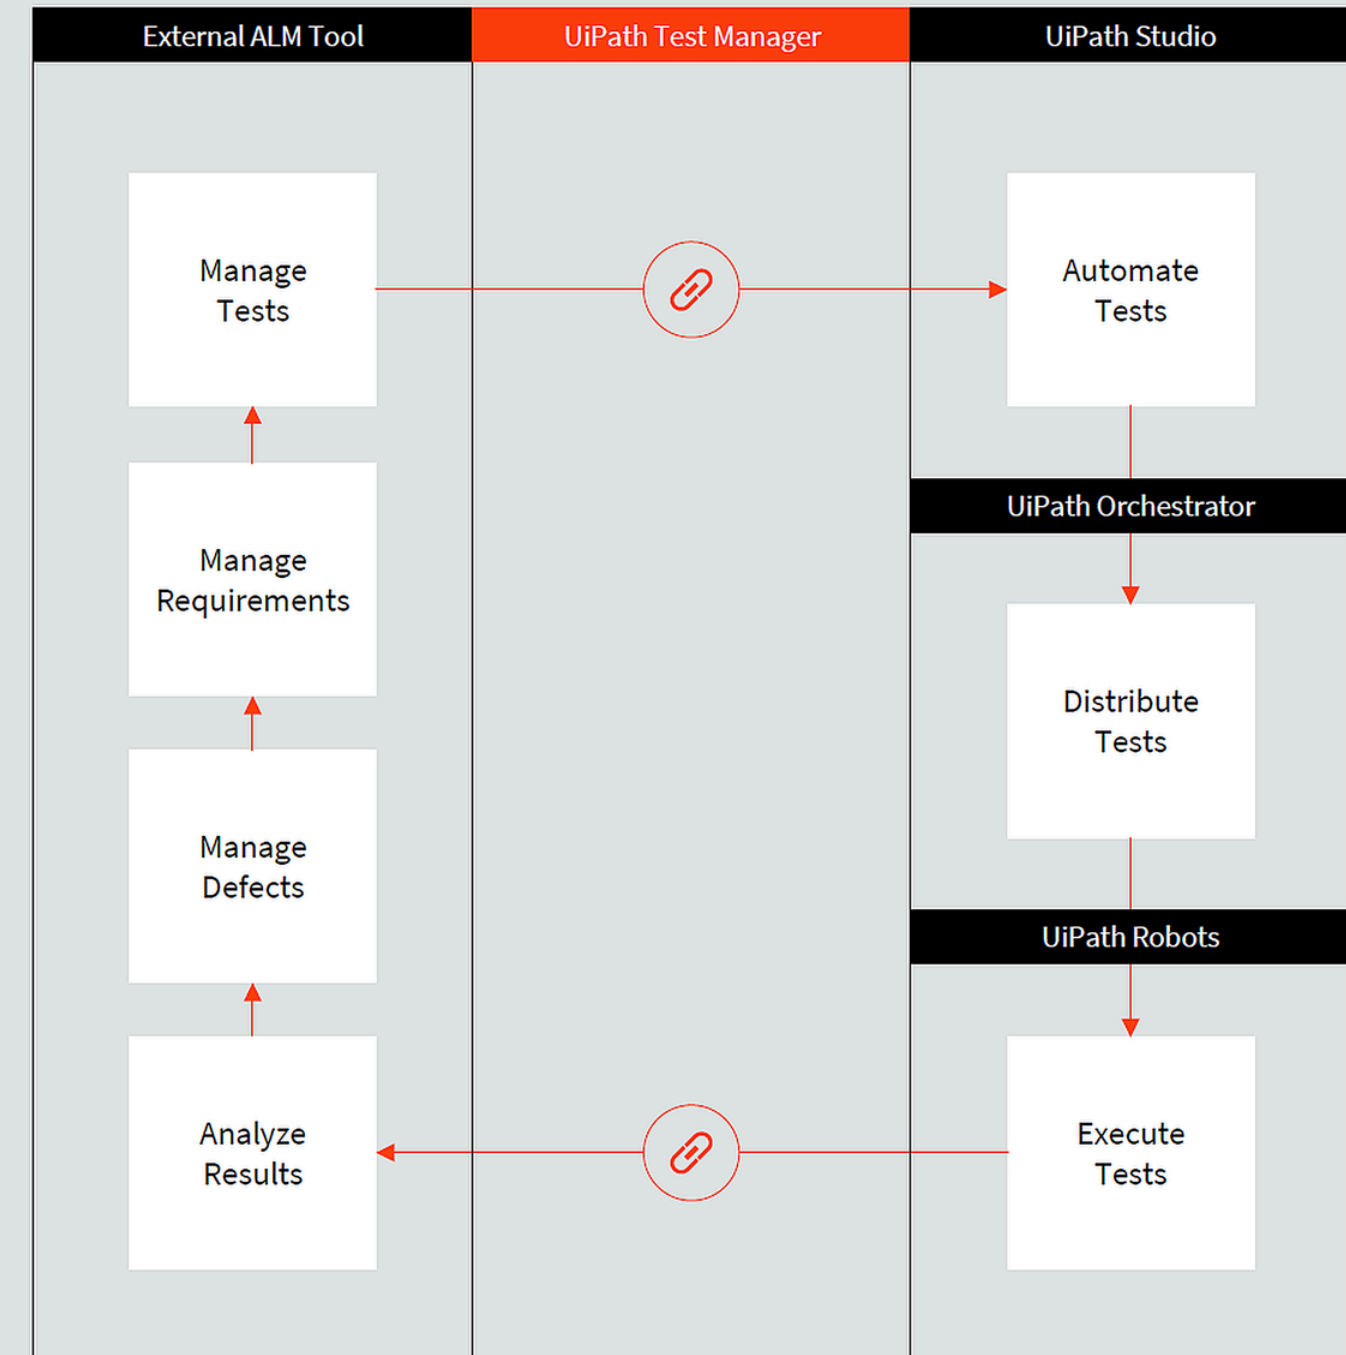 External ALM Tool
UiPath Test Manager
UiPath Studio
Manage
Tests
Automate
Tests
Manage
Requirements
UiPath Orchestrator
Distribute
Tests
Manage
Defects
UiPath Robots
Analyze
Results
Execute
Tests